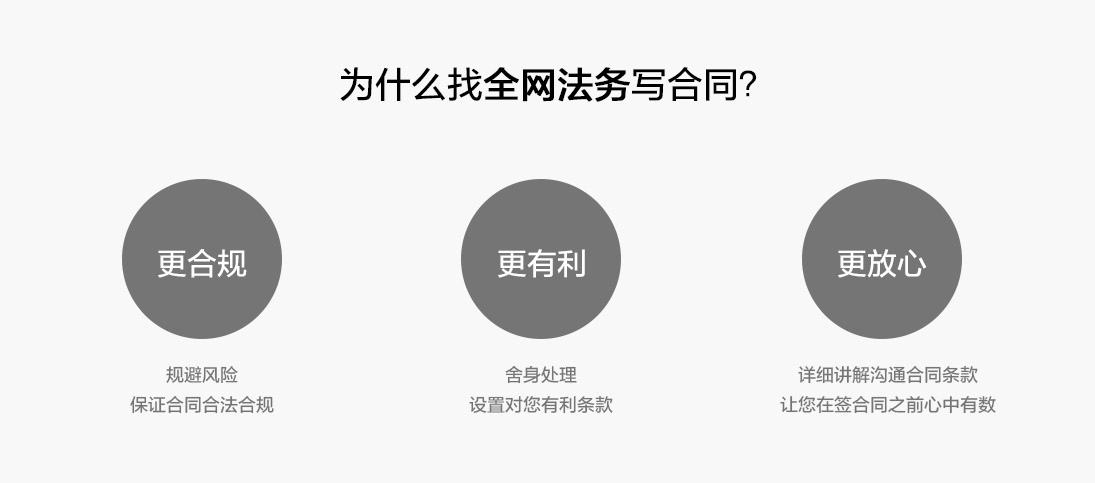 为什么找全网法务写合同？
更合规
更有利
更放心
规避风险
保证合同合法合规
舍身处理
设置对您有利条款
详细讲解沟通合同条款
让您在签合同之前心中有数